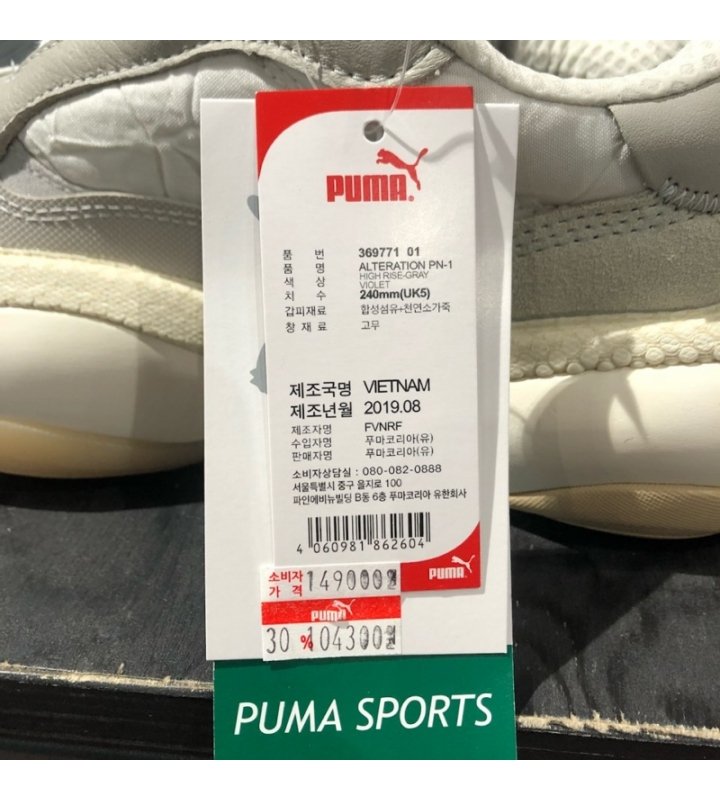 PUMA
품 번 369771 01
품 명 ALTERATION PN-1
색 상 HIGH RISE-GRAY
VIOLET
치 수 240mm(UK5)
갑피재료 합성섬유+천연소가죽
창 재 료 고무
제조국명 VIETNAM
제조년월 2019.08
제조자명 FVNRF
수입자명 푸마코리아(유)
판매자명 푸마코리아(유)
소비자상담실 : 080-082-0888
서울특별시 중구 을지로 100
파인에비뉴빌딩 B동 6층 푸마코리아 유한회사
4 060981 862604
PUMA
소비자 149000원
가 격
PUMA
30 % 104300원
PUMA SPORTS